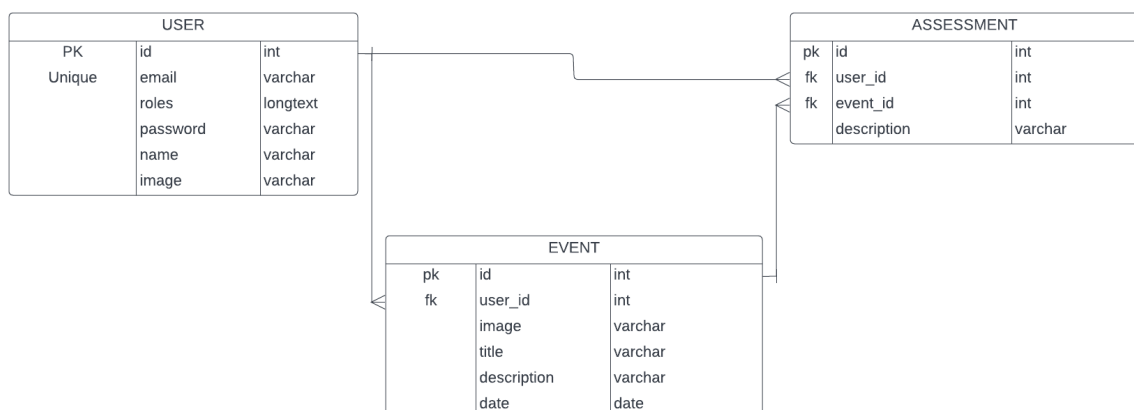 USER
PK id int
Unique email varchar
roles longtext
password varchar
name varchar
image varchar
ASSESSMENT
pk id int
fk user_id int
fk event_id int
description varchar
EVENT
pk id int
fk user_id int
image varchar
title varchar
description varchar
date date